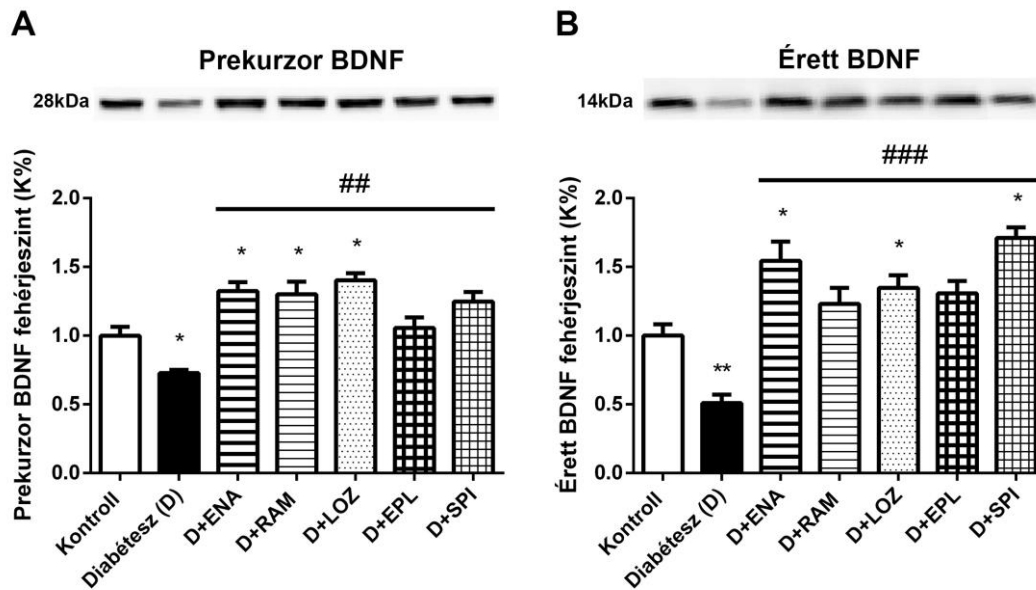 A
Prekurzor BDNF
28kDa
Prekurzor BDNF fehérjeszint (K%)
##
2.0
1.5
1.0
0.5
0.0
*
*
*
*
Kontroll
Diabétesz (D)
D+ENA
D+RAM
D+LOZ
D+EPL
D+SPI
B
Érett BDNF
14kDa
Érett BDNF fehérjeszint (K%)
###
2.0
1.5
1.0
0.5
0.0
**
*
*
*
Kontroll
Diabétesz (D)
D+ENA
D+RAM
D+LOZ
D+EPL
D+SPI